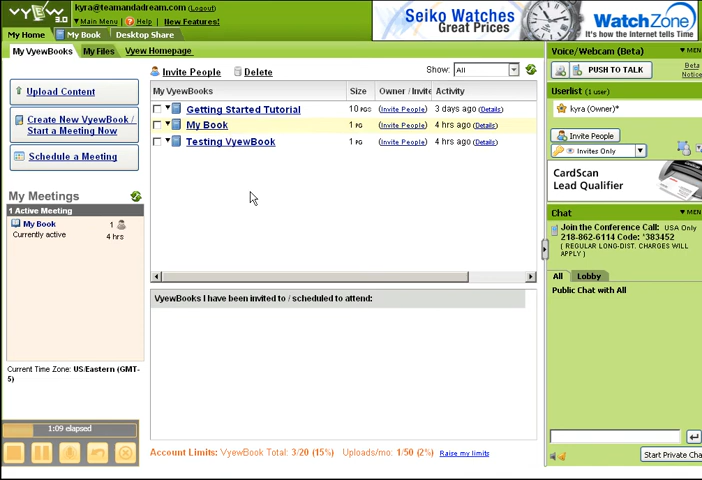 VYEW 3.0
kyra@teamandadream.com (Logout)
Main Menu Help New Features!
My Home My Book Desktop Share
Seiko Watches
Great Prices
WatchZone
It's how the Internet tells Time
My VyewBooks My Files Vyew Homepage
Upload Content
Create New VyewBook /
Start a Meeting Now
Schedule a Meeting
My Meetings
1 Active Meeting
My Book 1
Currently active 4 hrs
Current Time Zone: US/Eastern (GMT-
5)
1:09 elapsed
Invite People Delete Show: All
My VyewBooks Size Owner / Invite Activity
Getting Started Tutorial 10 PGS (Invite People) 3 days ago (Details)
My Book 1 PG (Invite People) 4 hrs ago (Details)
Testing VyewBook 1 PG (Invite People) 4 hrs ago (Details)
VyewBooks I have been invited to / scheduled to attend:
Account Limits: VyewBook Total: 3/20 (15%) Uploads/mo: 1/50 (2%) Raise my limits
Voice/Webcam (Beta) MEN
PUSH TO TALK
Beta
Notice
Userlist (1 user)
kyra (Owner)*
Invite People
Invites Only
CardScan
Lead Qualifier
Chat MEN
Join the Conference Call: USA Only
218-862-6114 Code: *383452
( REGULAR LONG-DIST. CHARGES WILL
APPLY )
All Lobby
Public Chat with All
Start Private Cha